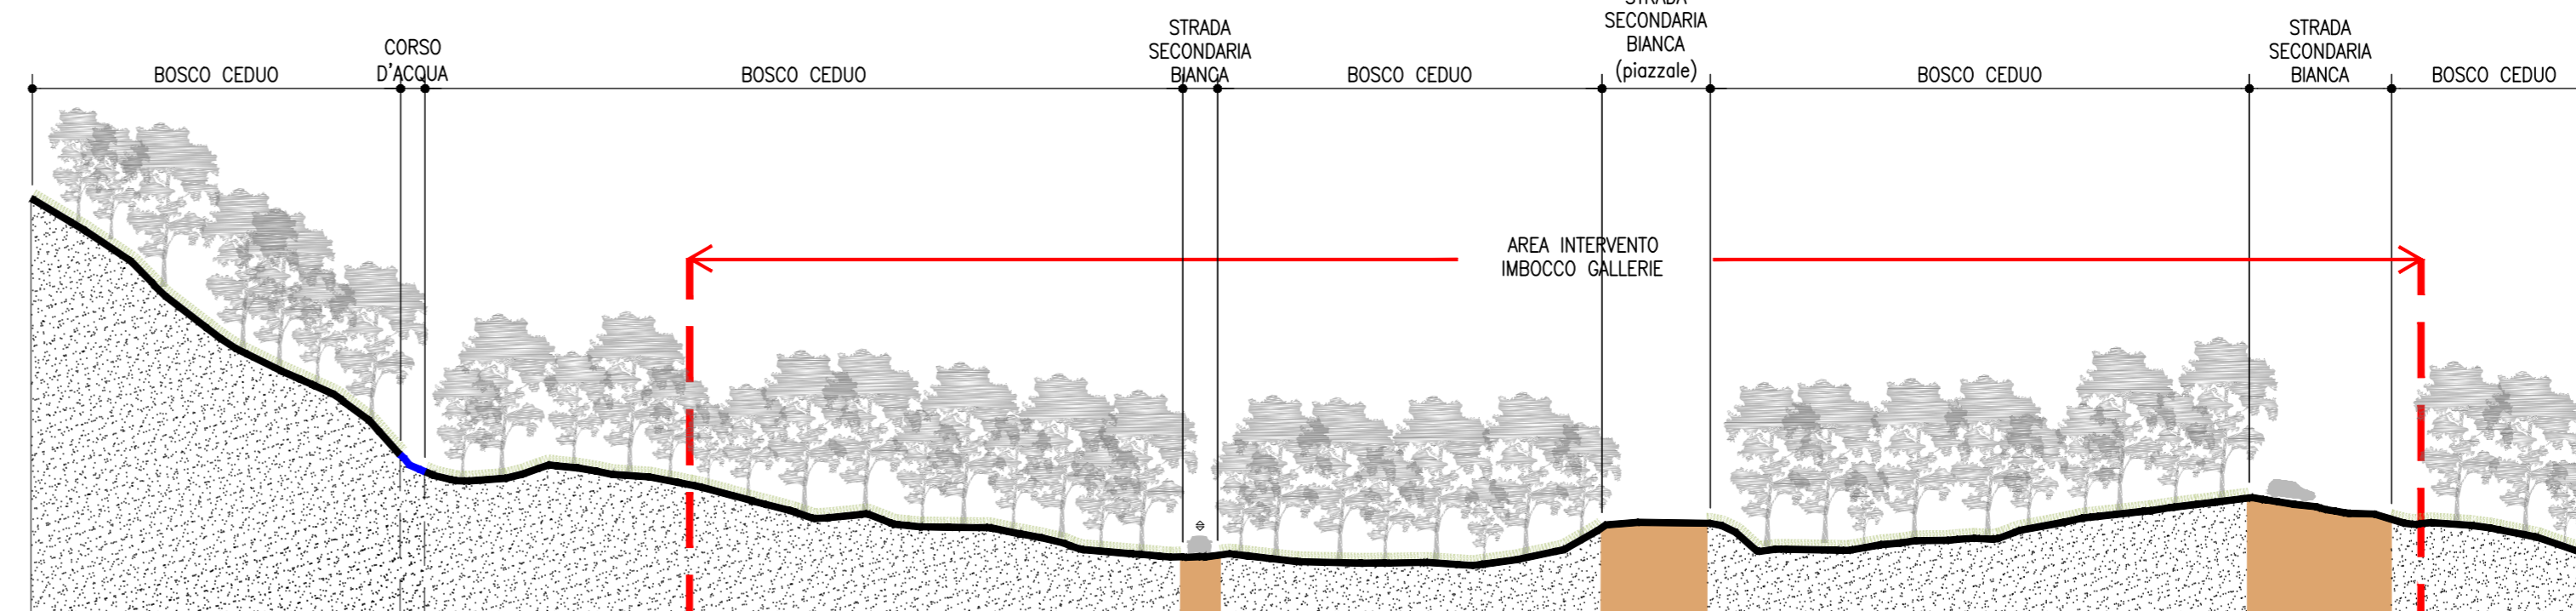 BOSCO CEDUO
CORSO
D'ACQUA
BOSCO CEDUO
STRADA
SECONDARIA
BIANCA
BOSCO CEDUO
STRADA
SECONDARIA
BIANCA
(piazzale)
BOSCO CEDUO
STRADA
SECONDARIA
BIANCA
BOSCO CEDUO
AREA INTERVENTO
IMBOCCO GALLERIE